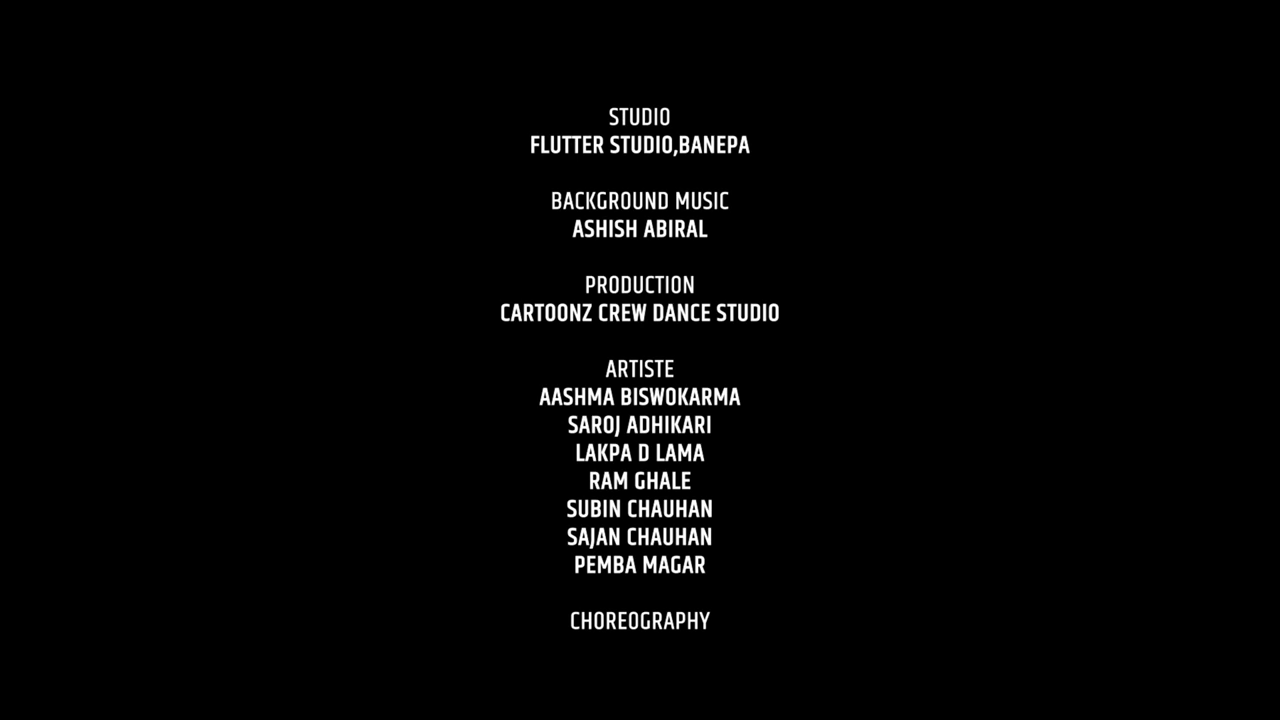 STUDIO
FLUTTER STUDIO,BANEPA
BACKGROUND MUSIC
ASHISH ABIRAL
PRODUCTION
CARTOONZ CREW DANCE STUDIO
ARTISTE
AASHMA BISWOKARMA
SAROJ ADHIKARI
LAKPA D LAMA
RAM GHALE
SUBIN CHAUHAN
SAJAN CHAUHAN
PEMBA MAGAR
CHOREOGRAPHY